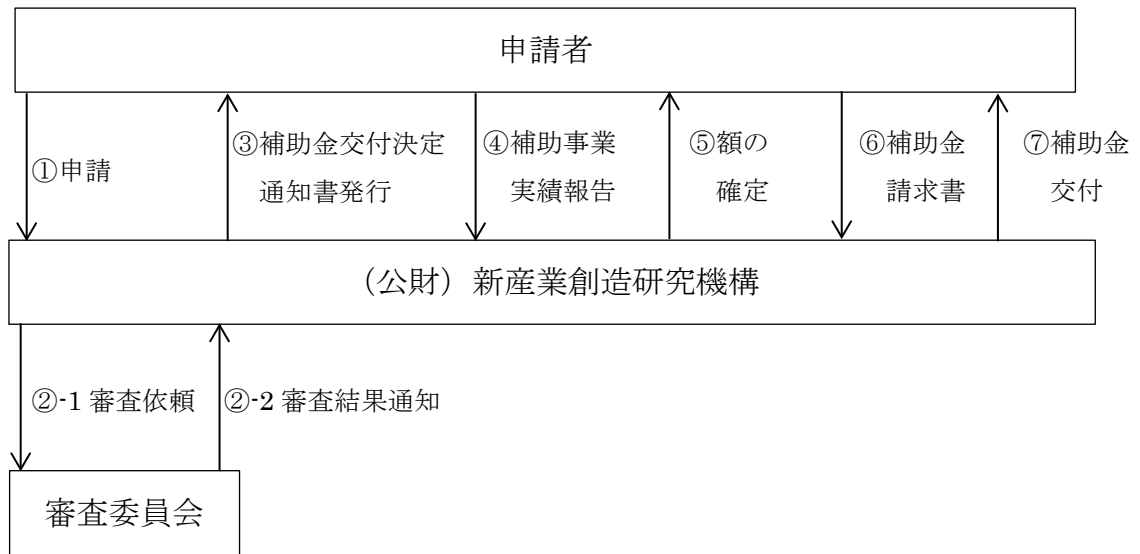 申請者
①申請
③補助金交付決定
通知書発行
④補助事業
実績報告
⑤額の
確定
⑥補助金
請求書
⑦補助金
交付
（公財）新産業創造研究機構
②-1 審査依頼
②-2 審査結果通知
審査委員会